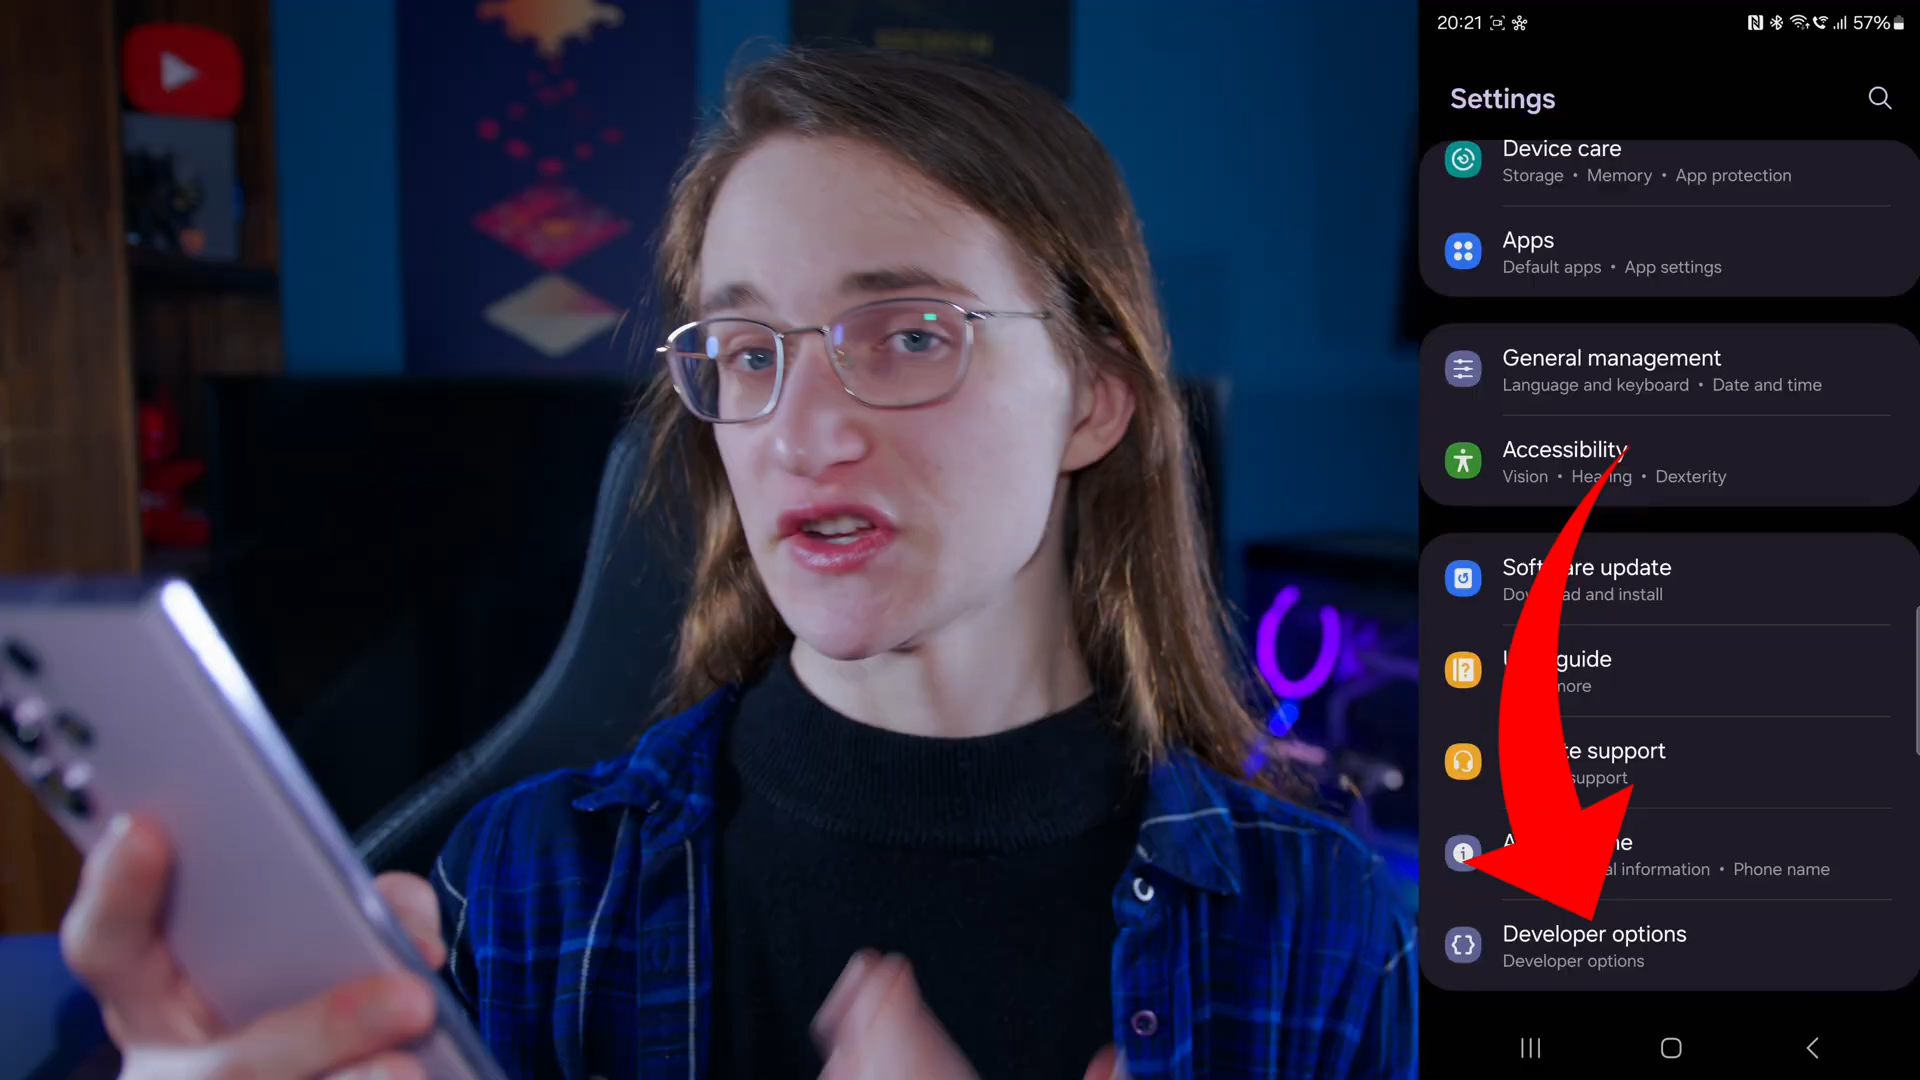 20:21
57%
Settings
Device care
Storage • Memory • App protection
Apps
Default apps • App settings
General management
Language and keyboard • Date and time
Accessibility
Vision • Hearing • Dexterity
Software update
Download and install
guide
more
support
support
al information • Phone name
Developer options
Developer options